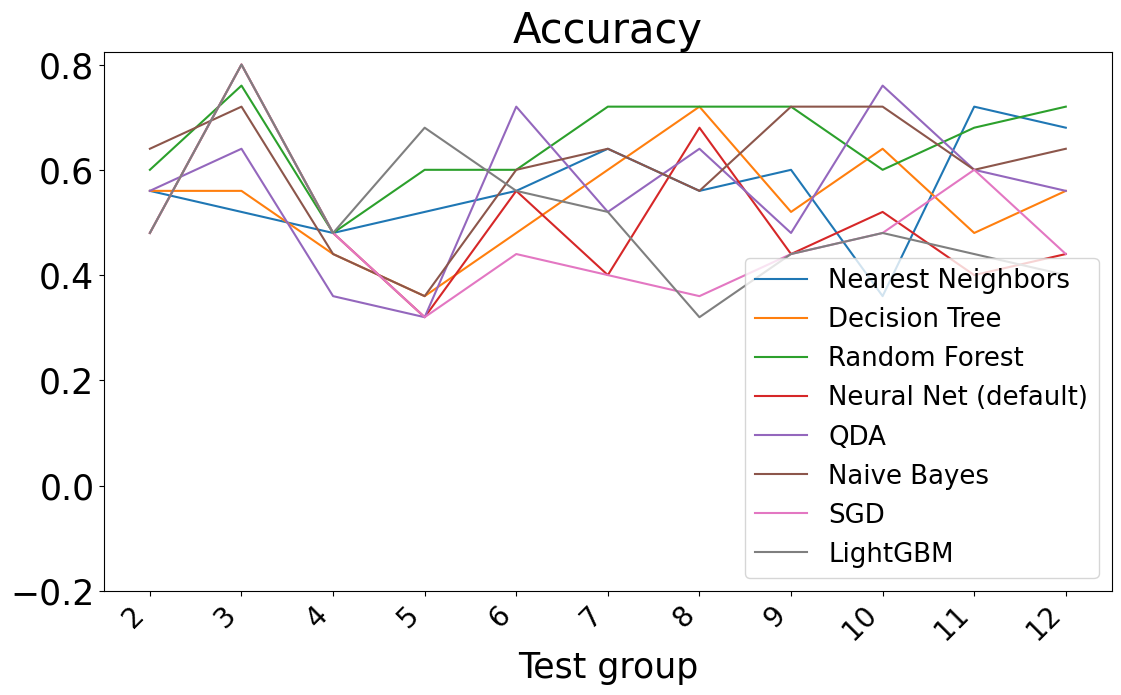 Accuracy
0.8
0.6
0.4
0.2
0.0
−0.2
2 3 4 5 6 7 8 9 10 11 12
Test group
Nearest Neighbors
Decision Tree
Random Forest
Neural Net (default)
QDA
Naive Bayes
SGD
LightGBM